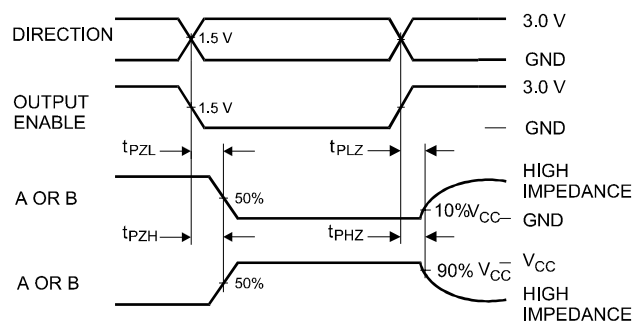 3.0 V
DIRECTION
1.5 V
GND
3.0 V
OUTPUT
ENABLE
1.5 V
GND
tPZL
tPLZ
HIGH
IMPEDANCE
A OR B
50%
10%VCC
GND
tPZH
tPHZ
VCC
A OR B
50%
90% VCC
HIGH
IMPEDANCE